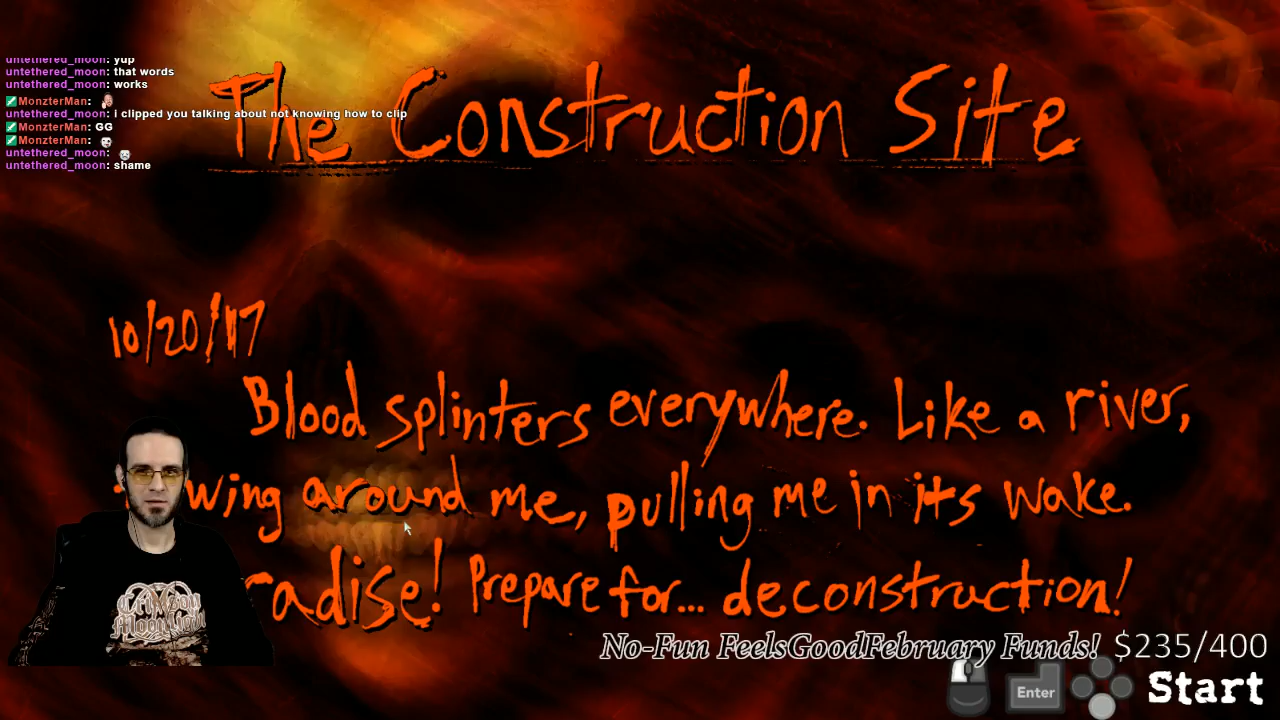 untethered_moon: yup
untethered_moon: that words
untethered_moon: works
MonzterMan:
untethered_moon: i clipped you talking about not knowing how to clip
MonzterMan: GG
MonzterMan:
untethered_moon:
untethered_moon: shame
The Construction Site
10/20/17
Blood splinters everywhere. Like a river,
wing around me, pulling me in its wake.
radise! Prepare for... deconstruction!
Crimson
No-Fun FeelsGoodFebruary Funds! $235/400
Enter
Start